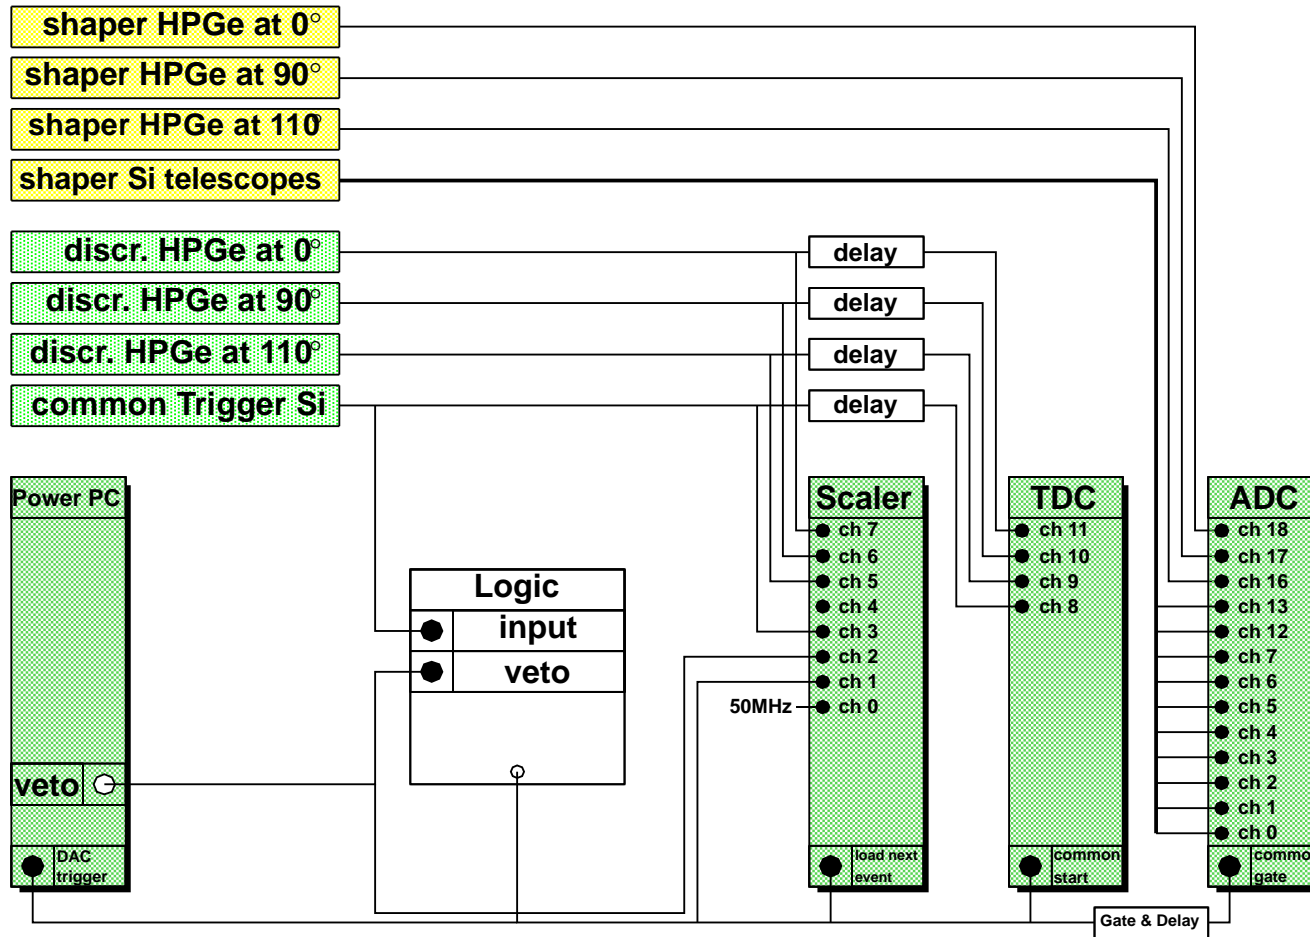 shaper HPGe at 0°
shaper HPGe at 90°
shaper HPGe at 110°
shaper Si telescopes
discr. HPGe at 0°
discr. HPGe at 90°
discr. HPGe at 110°
common Trigger Si
delay
delay
delay
delay
Power PC
veto
DAC
trigger
Logic
input
veto
50MHz
Scaler
ch 7
ch 6
ch 5
ch 4
ch 3
ch 2
ch 1
ch 0
load next
event
TDC
ch 11
ch 10
ch 9
ch 8
common
start
ADC
ch 18
ch 17
ch 16
ch 13
ch 12
ch 7
ch 6
ch 5
ch 4
ch 3
ch 2
ch 1
ch 0
common
gate
Gate & Delay